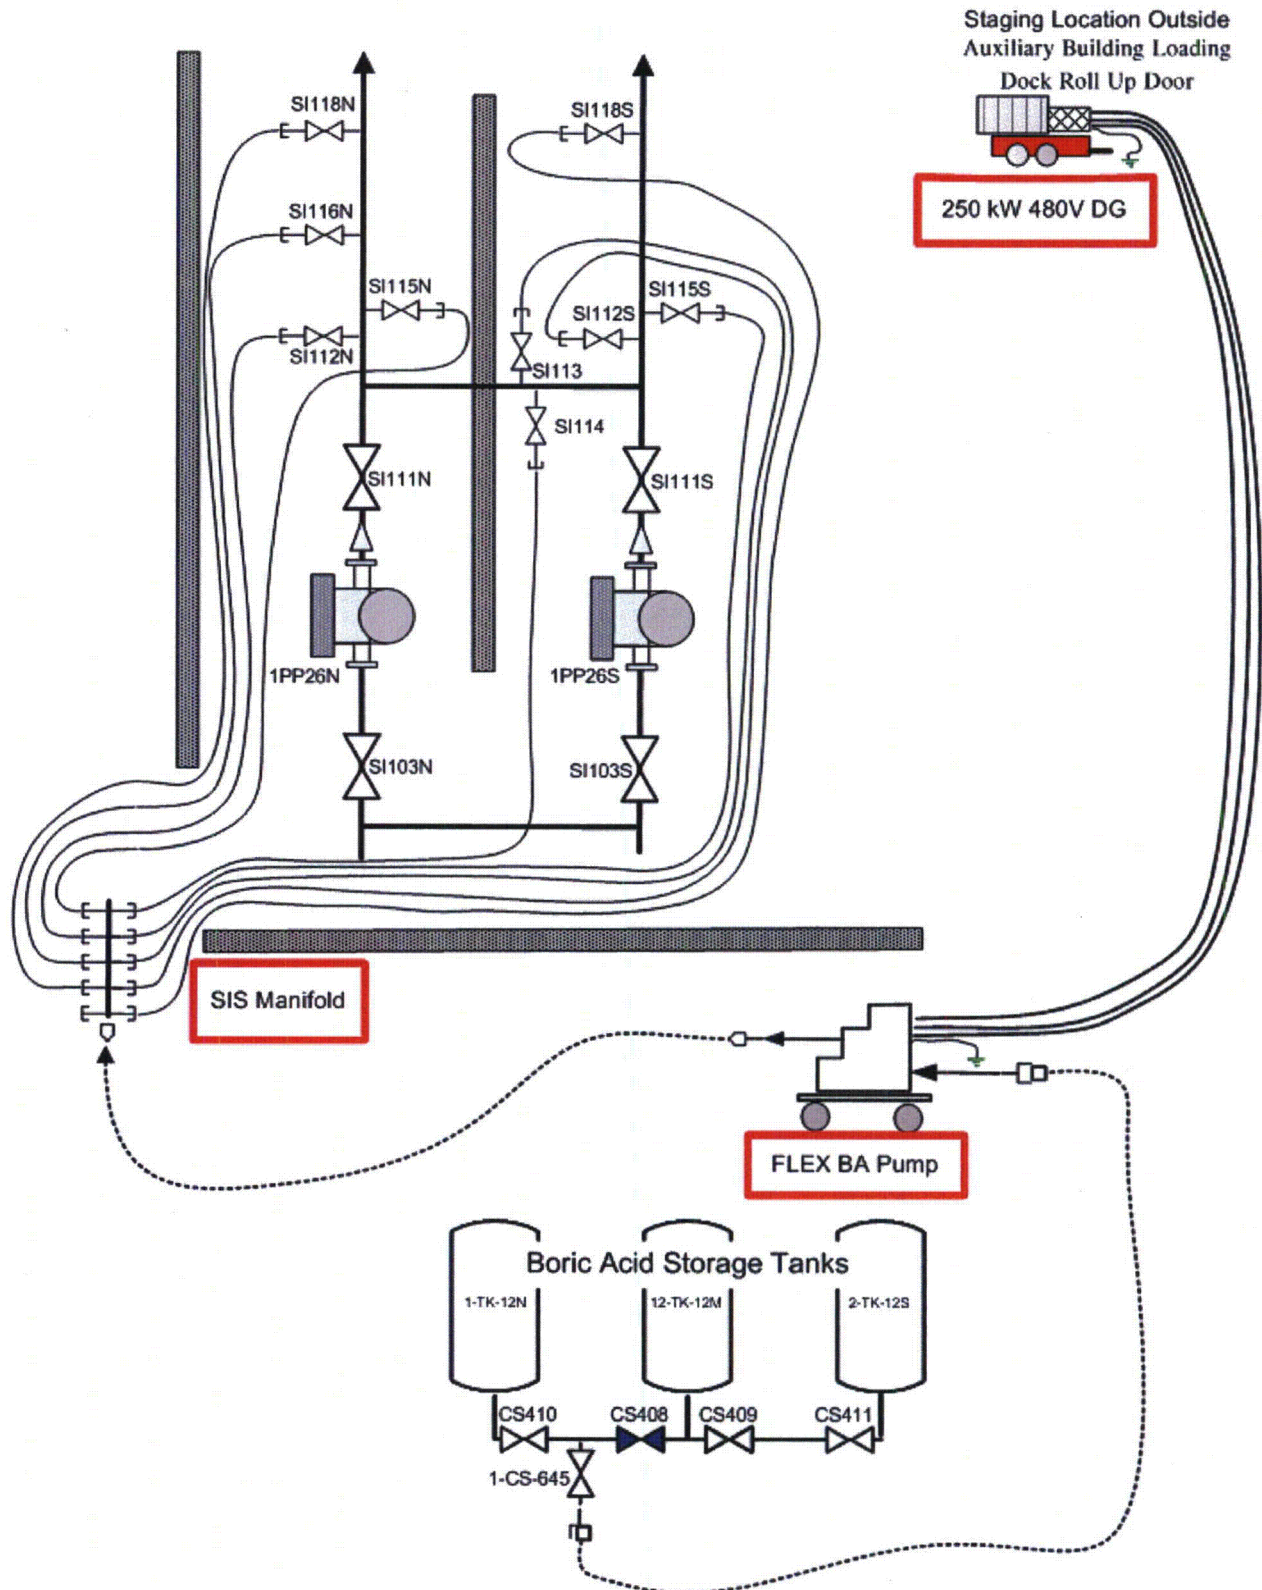 Staging Location Outside
Auxiliary Building Loading
Dock Roll Up Door
250 kW 480V DG
SI118N
SI118S
SI116N
SI115N
SI115S
SI112S
SI112N
SI113
SI114
SI111N
SI111S
1PP26N
1PP26S
SI103N
SI103S
SIS Manifold
FLEX BA Pump
Boric Acid Storage Tanks
1-TK-12N
12-TK-12M
2-TK-12S
CS410
CS408
CS409
CS411
1-CS-645